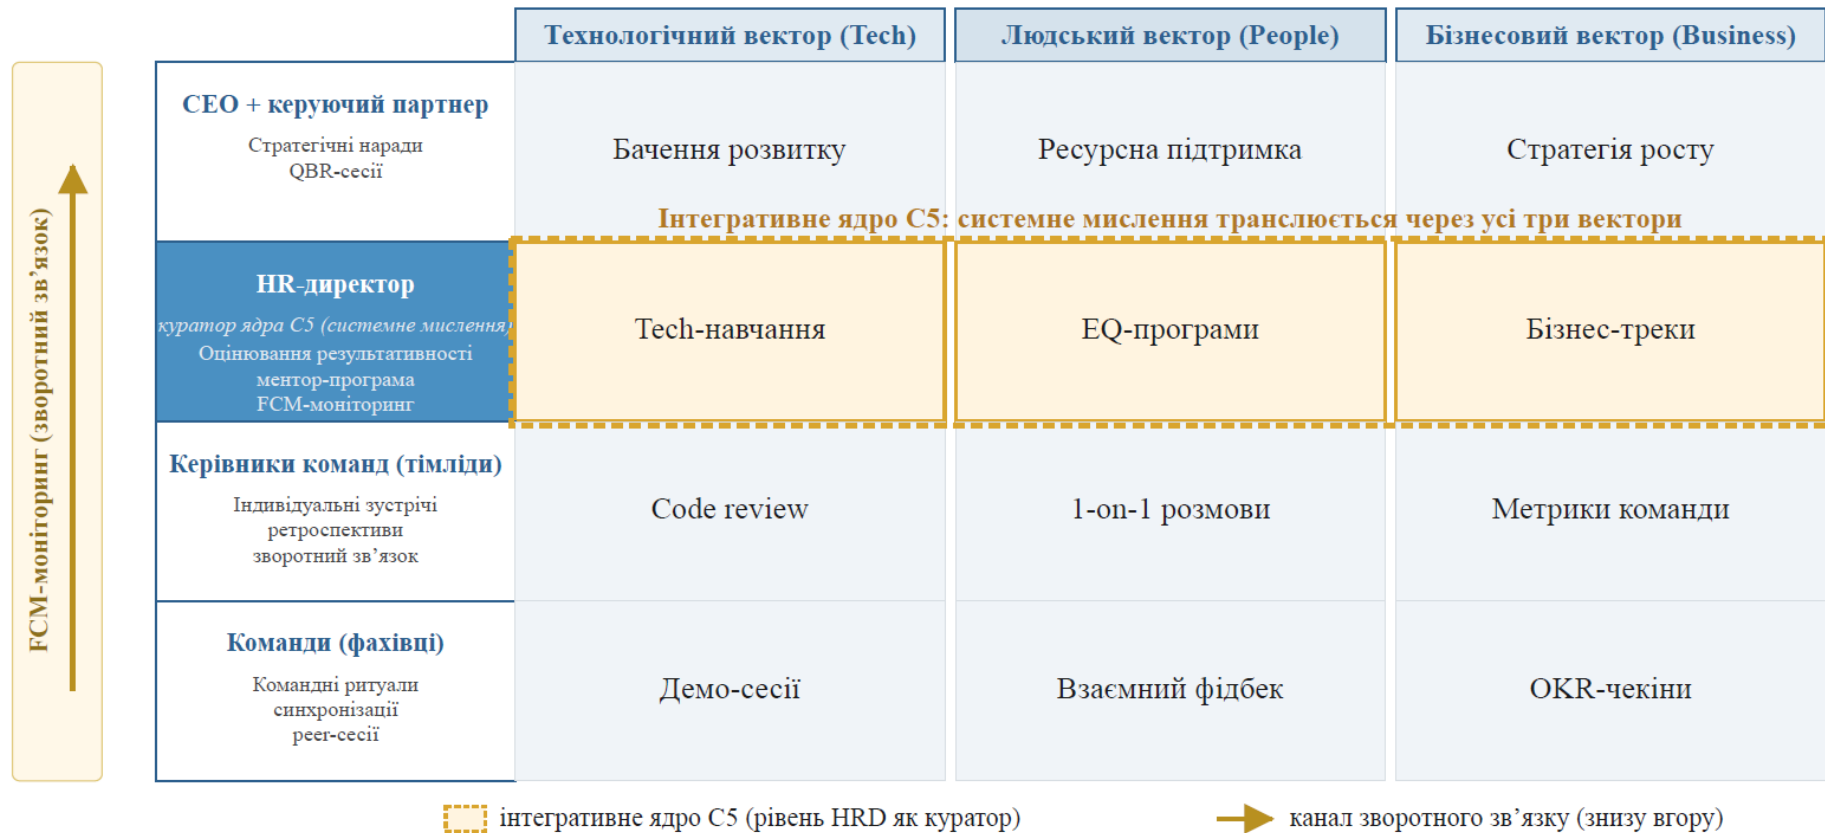 Технологічний вектор (Tech)
Людський вектор (People)
Бізнесовий вектор (Business)
FCM-моніторинг (зворотний зв’язок)
CEO + керуючий партнер
Стратегічні наради
QBR-сесії
Бачення розвитку
Ресурсна підтримка
Стратегія росту
Інтегративне ядро C5: системне мислення транслюється через усі три вектори
HR-директор
куратор ядра C5 (системне мислення)
Оцінювання результативності
ментор-програма
FCM-моніторинг
Tech-навчання
EQ-програми
Бізнес-треки
Керівники команд (тімліди)
Індивідуальні зустрічі
ретроспективи
зворотний зв’язок
Code review
1-on-1 розмови
Метрики команди
Команди (фахівці)
Командні ритуали
синхронізації
peer-сесії
Демо-сесії
Взаємний фідбек
OKR-чекіни
інтегративне ядро C5 (рівень HRD як куратор)
канал зворотного зв’язку (знизу вгору)